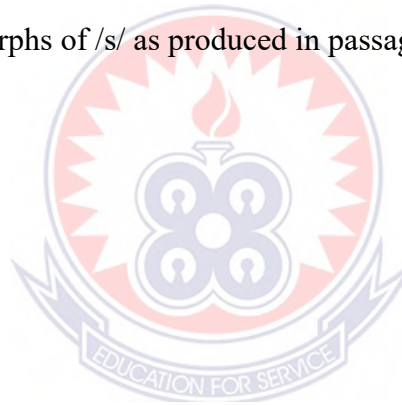 rphs of /s/ as produced in passag
EDUCATION FOR SERVICE